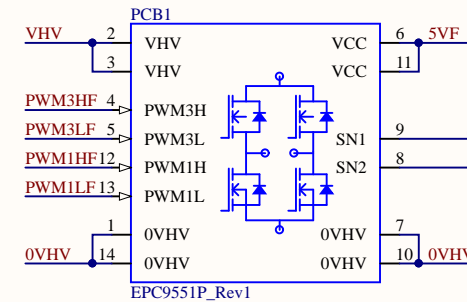 PCB1
VHV 2 VHV VCC 6 5VF
3 VHV VCC 11
PWM3HF 4 PWM3H
PWM3LF 5 PWM3L SN1 9
PWM1HF 12 PWM1H SN2 8
PWM1LF 13 PWM1L
1 0VHV 0VHV 7
0VHV 14 0VHV 0VHV 10 0VHV
EPC9551P_Rev1